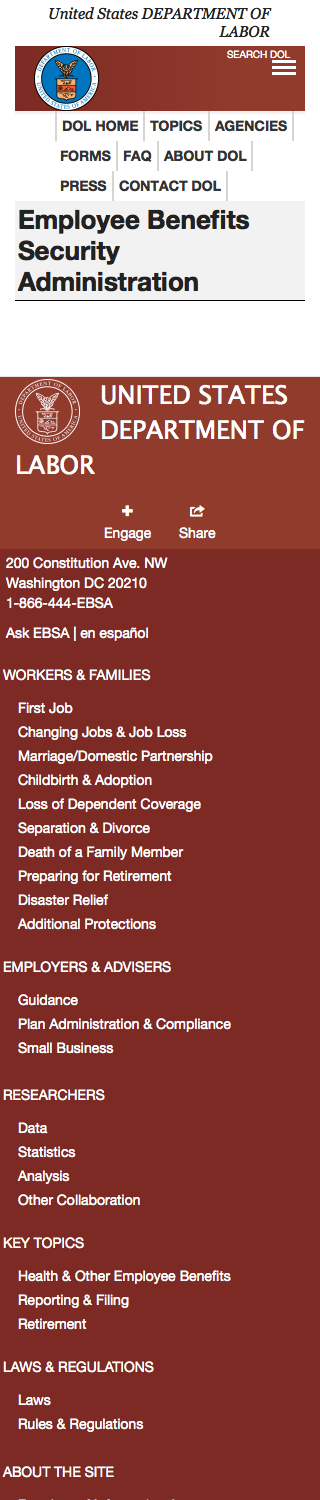 United States DEPARTMENT OF
LABOR
SEARCH DOL
DOL HOME
TOPICS
AGENCIES
FORMS
FAQ
ABOUT DOL
PRESS
CONTACT DOL
Employee Benefits
Security
Administration
UNITED STATES
DEPARTMENT OF
LABOR
Engage
Share
200 Constitution Ave. NW
Washington DC 20210
1-866-444-EBSA
Ask EBSA | en español
WORKERS & FAMILIES
First Job
Changing Jobs & Job Loss
Marriage/Domestic Partnership
Childbirth & Adoption
Loss of Dependent Coverage
Separation & Divorce
Death of a Family Member
Preparing for Retirement
Disaster Relief
Additional Protections
EMPLOYERS & ADVISERS
Guidance
Plan Administration & Compliance
Small Business
RESEARCHERS
Data
Statistics
Analysis
Other Collaboration
KEY TOPICS
Health & Other Employee Benefits
Reporting & Filing
Retirement
LAWS & REGULATIONS
Laws
Rules & Regulations
ABOUT THE SITE